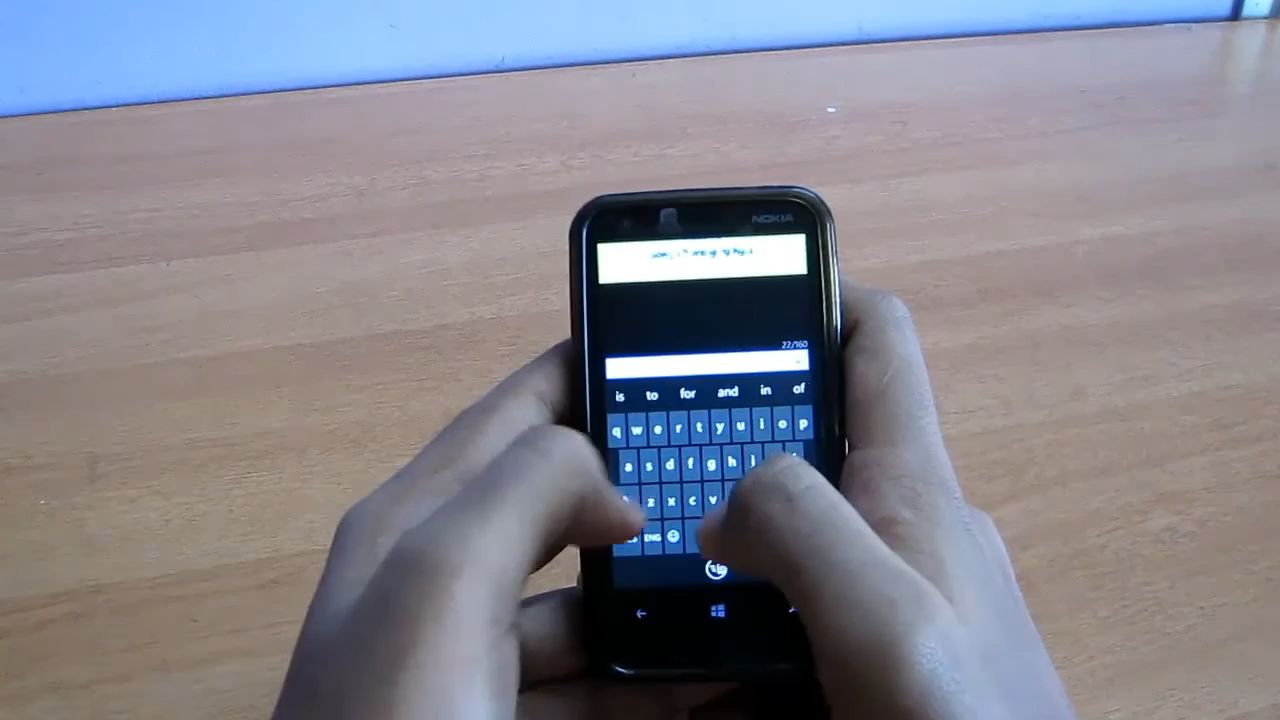 NOKIA
22/160
is to for and in of
q w e r t y u i o p
a s d f g h j
z x c v
ENG